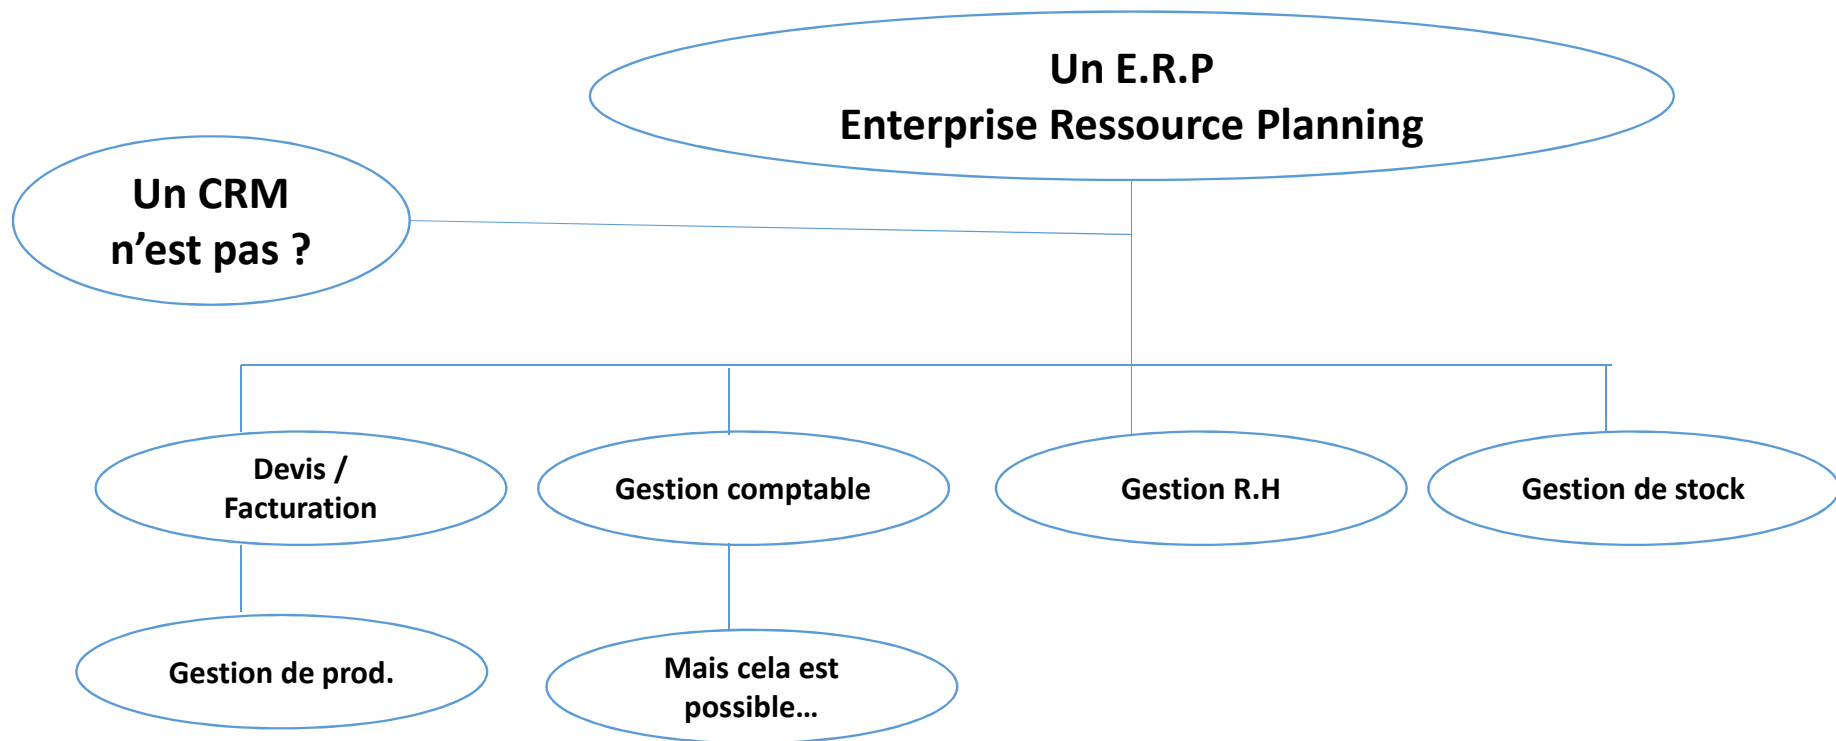 Un E.R.P
Enterprise Ressource Planning
Un CRM
n’est pas ?
Devis /
Facturation
Gestion comptable
Gestion R.H
Gestion de stock
Gestion de prod.
Mais cela est
possible…